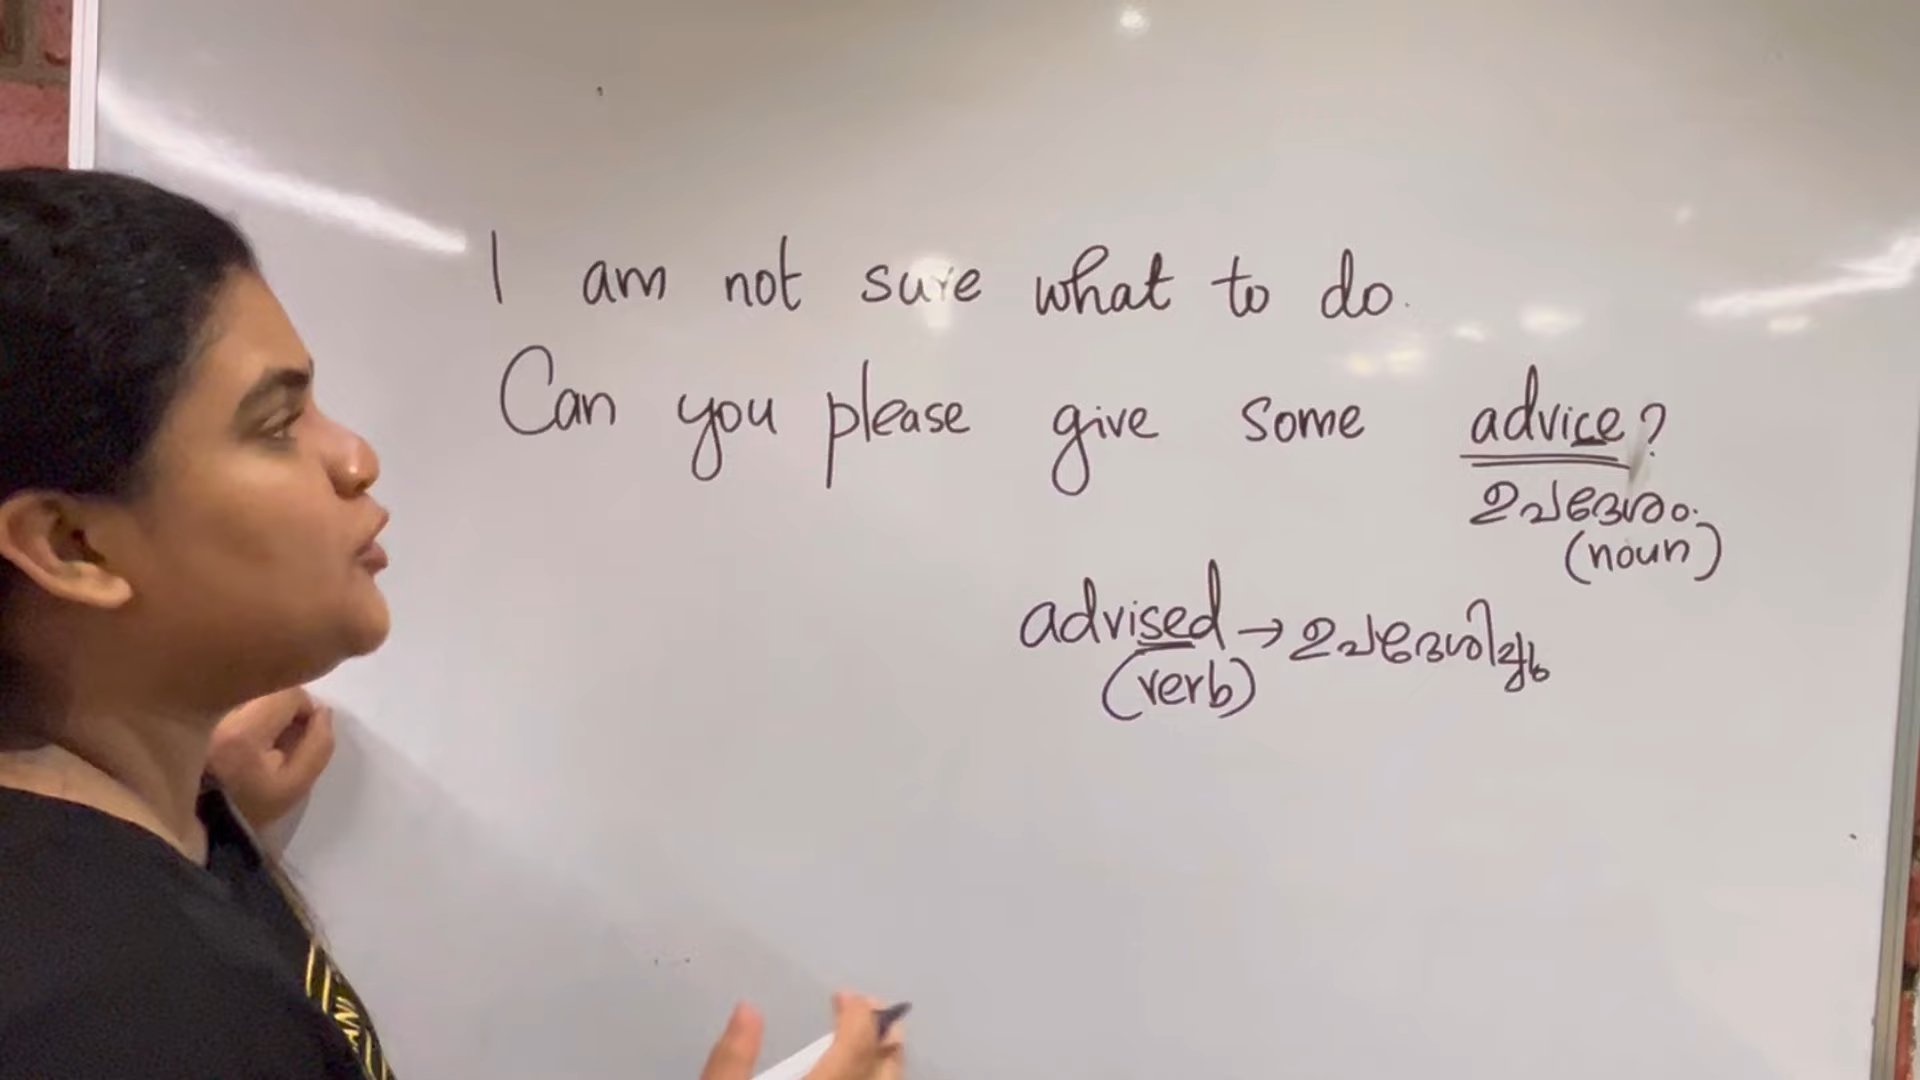 I am not sure what to do.
Can you please give some advice?
ഉപദേശം.
(noun)
advised → ഉപദേശിച്ചു
(verb)